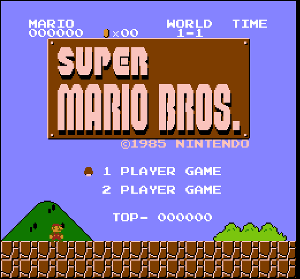 MARIO WORLD TIME
000000 ×00 1-1
SUPER
MARIO BROS.
©1985 NINTENDO
1 PLAYER GAME
2 PLAYER GAME
TOP- 000000